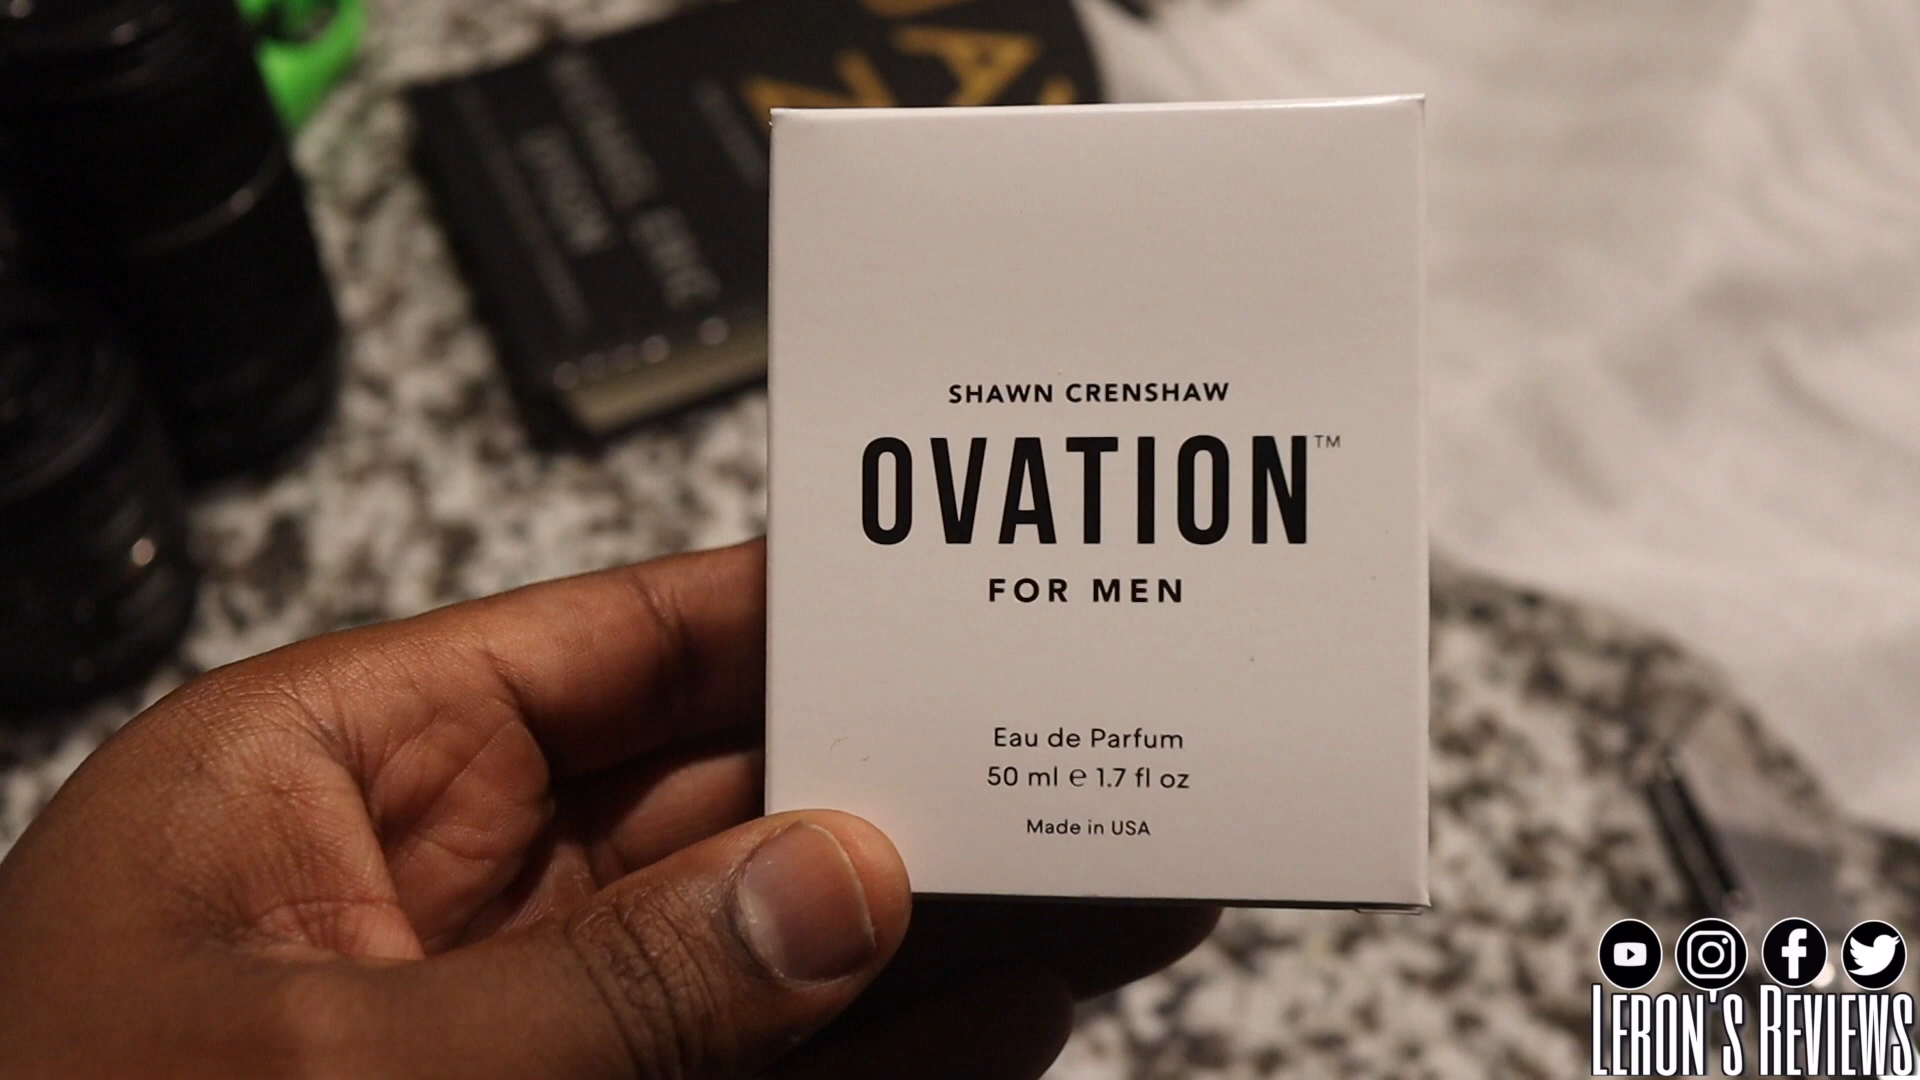 SHAWN CRENSHAW
OVATION™
FOR MEN
Eau de Parfum
50 ml ℮ 1.7 fl oz
Made in USA
LERON'S REVIEWS